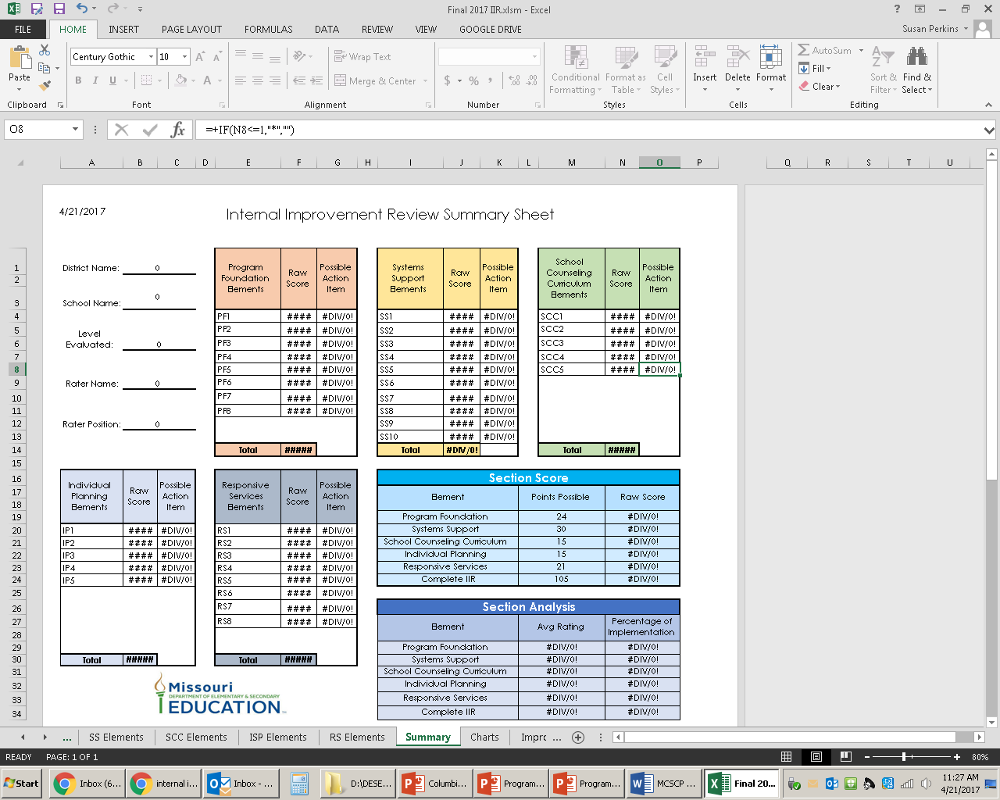 Final 2017 IIR.xlsm - Excel
FILE HOME INSERT PAGE LAYOUT FORMULAS DATA REVIEW VIEW GOOGLE DRIVE Susan Perkins
Paste
Century Gothic 10
Wrap Text
Merge & Center
Conditional Formatting
Format as Table
Cell Styles
Insert Delete Format
AutoSum
Fill
Clear
Sort & Filter
Find & Select
Clipboard Font Alignment Number Styles Cells Editing
O8 =+IF(N8<=1,"*","")
A B C D E F G H I J K L M N O P Q R S T U
4/21/2017
Internal Improvement Review Summary Sheet
District Name: 0
School Name: 0
Level Evaluated: 0
Rater Name: 0
Rater Position: 0
Program Foundation Elements Raw Score Possible Action Item
PF1 #### #DIV/0!
PF2 #### #DIV/0!
PF3 #### #DIV/0!
PF4 #### #DIV/0!
PF5 #### #DIV/0!
PF6 #### #DIV/0!
PF7 #### #DIV/0!
PF8 #### #DIV/0!
Total #####
Systems Support Elements Raw Score Possible Action Item
SS1 #### #DIV/0!
SS2 #### #DIV/0!
SS3 #### #DIV/0!
SS4 #### #DIV/0!
SS5 #### #DIV/0!
SS6 #### #DIV/0!
SS7 #### #DIV/0!
SS8 #### #DIV/0!
SS9 #### #DIV/0!
SS10 #### #DIV/0!
Total #DIV/0!
School Counseling Curriculum Elements Raw Score Possible Action Item
SCC1 #### #DIV/0!
SCC2 #### #DIV/0!
SCC3 #### #DIV/0!
SCC4 #### #DIV/0!
SCC5 #### #DIV/0!
Total #####
Individual Planning Elements Raw Score Possible Action Item
IP1 #### #DIV/0!
IP2 #### #DIV/0!
IP3 #### #DIV/0!
IP4 #### #DIV/0!
IP5 #### #DIV/0!
Total #####
Responsive Services Elements Raw Score Possible Action Item
RS1 #### #DIV/0!
RS2 #### #DIV/0!
RS3 #### #DIV/0!
RS4 #### #DIV/0!
RS5 #### #DIV/0!
RS6 #### #DIV/0!
RS7 #### #DIV/0!
RS8 #### #DIV/0!
Total #####
Section Score
Element Points Possible Raw Score
Program Foundation 24 #DIV/0!
Systems Support 30 #DIV/0!
School Counseling Curriculum 15 #DIV/0!
Individual Planning 15 #DIV/0!
Responsive Services 21 #DIV/0!
Complete IIR 105 #DIV/0!
Section Analysis
Element Avg Rating Percentage of Implementation
Program Foundation #DIV/0! #DIV/0!
Systems Support #DIV/0! #DIV/0!
School Counseling Curriculum #DIV/0! #DIV/0!
Individual Planning #DIV/0! #DIV/0!
Responsive Services #DIV/0! #DIV/0!
Complete IIR #DIV/0! #DIV/0!
Missouri
DEPARTMENT OF ELEMENTARY & SECONDARY
EDUCATION
1
2
3
4
5
6
7
8
9
10
11
12
13
14
15
16
17
18
19
20
21
22
23
24
25
26
27
28
29
30
31
32
33
34
... SS Elements SCC Elements ISP Elements RS Elements Summary Charts Imprc ...
READY PAGE: 1 OF 1 80%
Start Inbox (6... internal i... Inbox - ... D:\DESE... Columbi... Program... Program... MCSCP ... Final 20... 11:27 AM
4/21/2017